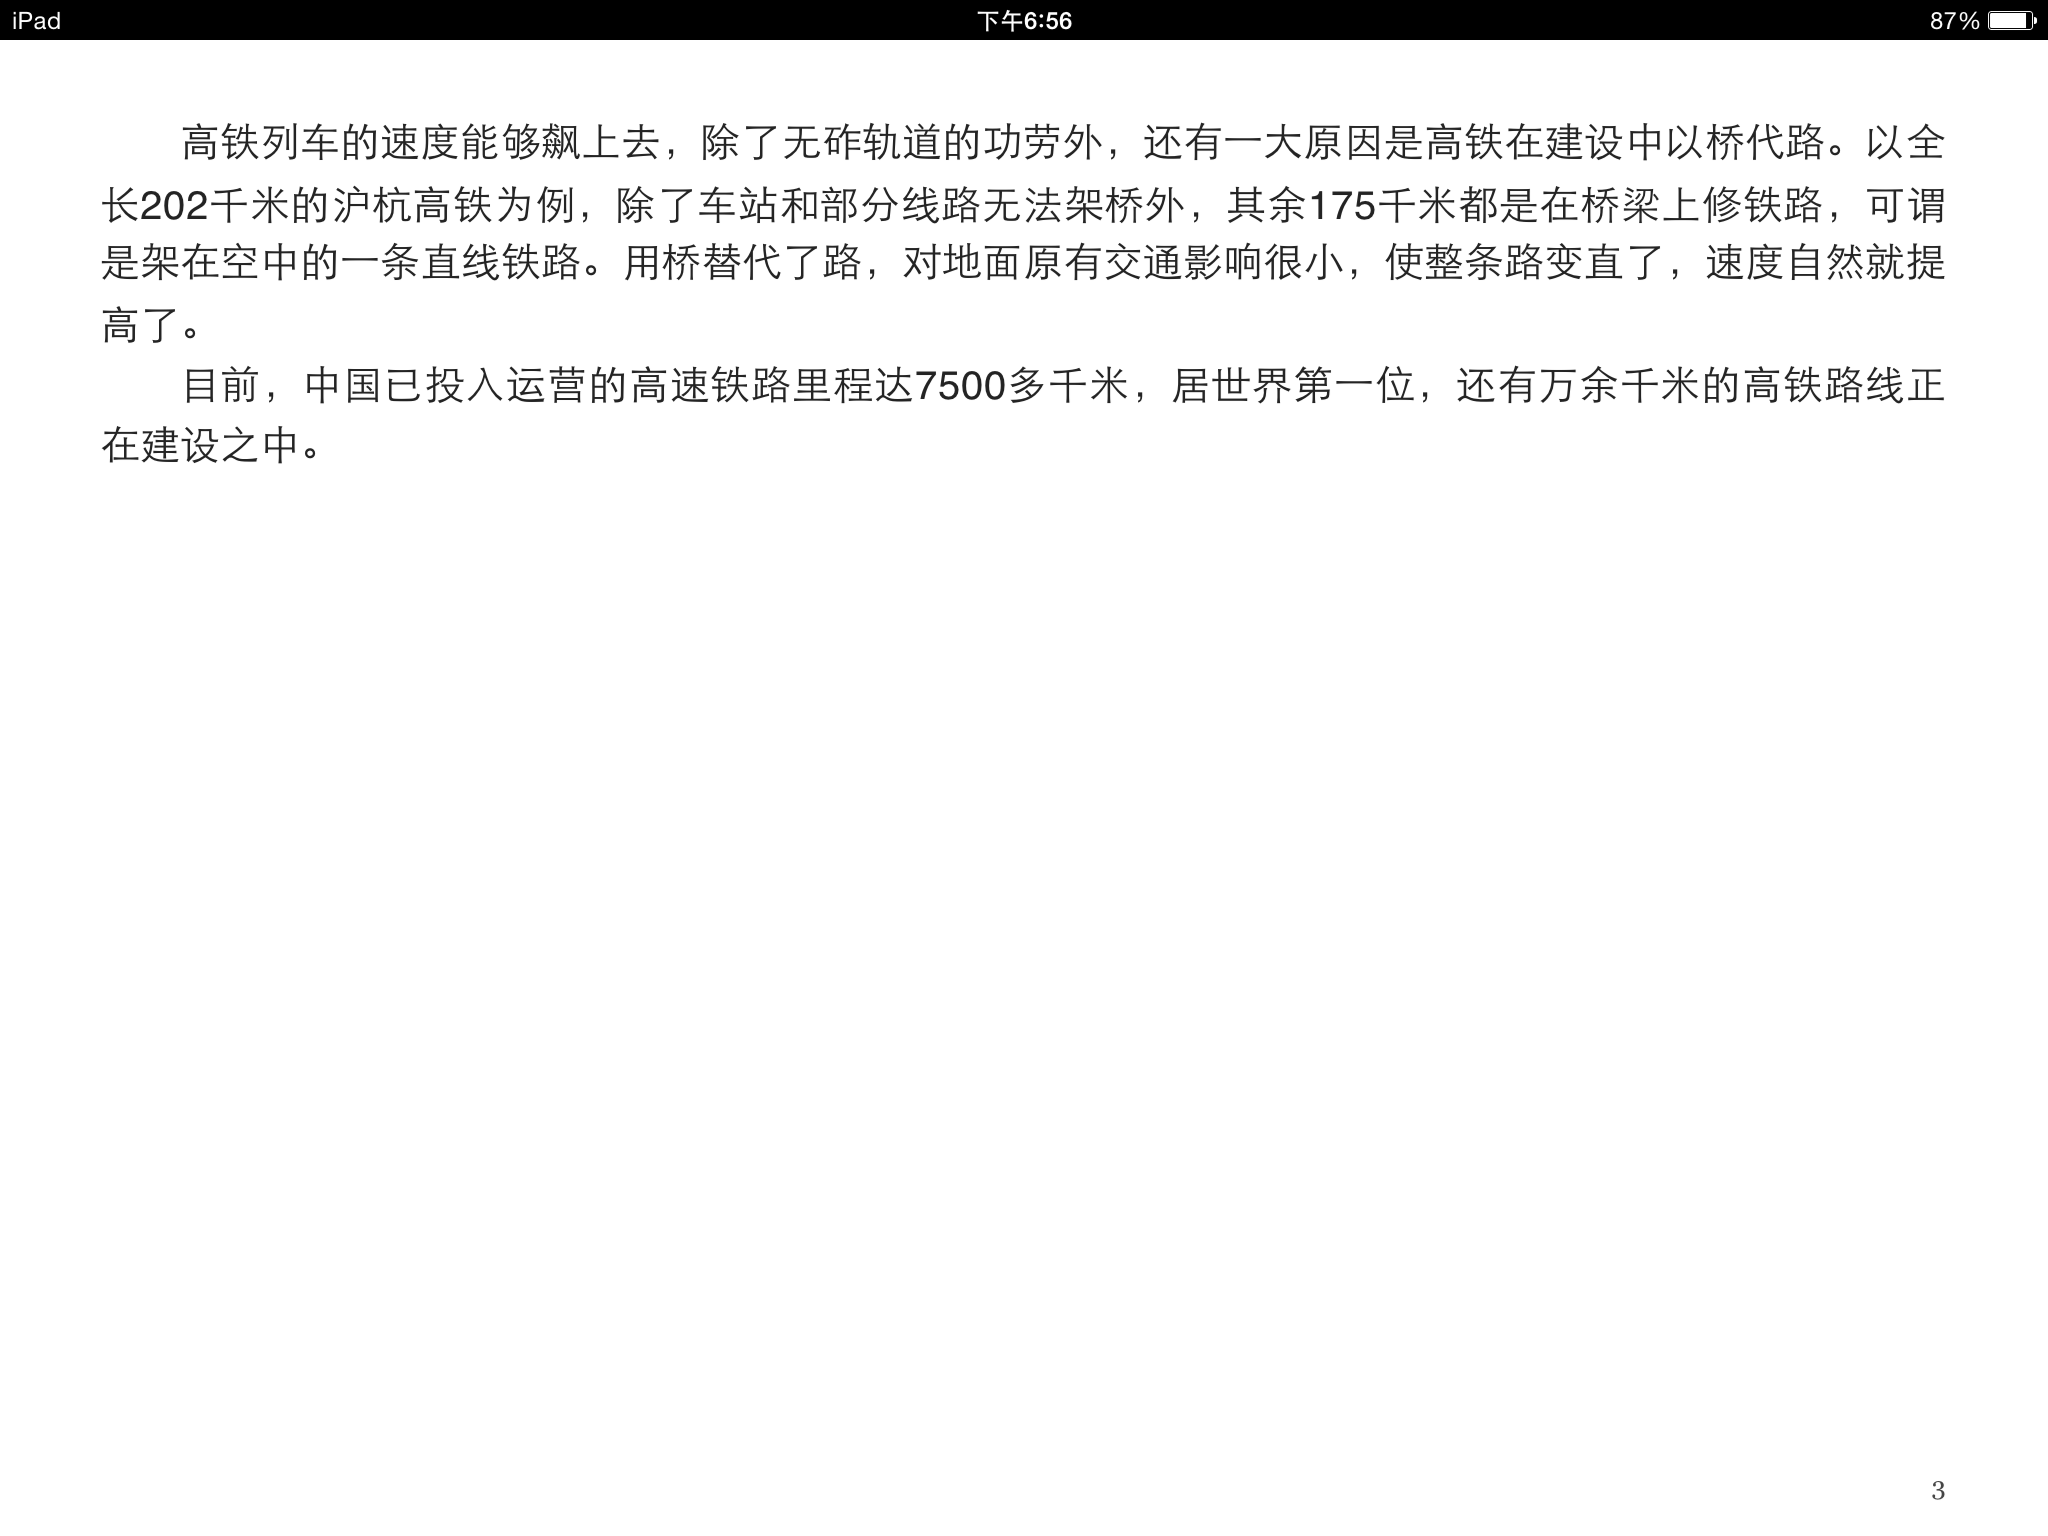 iPad
下午6:56
87%
高铁列车的速度能够飙上去，除了无砟轨道的功劳外，还有一大原因是高铁在建设中以桥代路。以全
长202千米的沪杭高铁为例，除了车站和部分线路无法架桥外，其余175千米都是在桥梁上修铁路，可谓
是架在空中的一条直线铁路。用桥替代了路，对地面原有交通影响很小，使整条路变直了，速度自然就提
高了。
目前，中国已投入运营的高速铁路里程达7500多千米，居世界第一位，还有万余千米的高铁路线正
在建设之中。
3